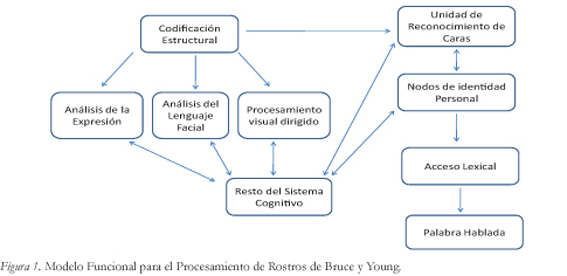 Codificación
Estructural
Unidad de
Reconocimiento de
Caras
Análisis de la
Expresión
Análisis del
Lenguaje
Facial
Procesamiento
visual dirigido
Nodos de identidad
Personal
Acceso Lexical
Resto del Sistema
Cognitivo
Palabra Hablada
Figura 1. Modelo Funcional para el Procesamiento de Rostros de Bruce y Young.